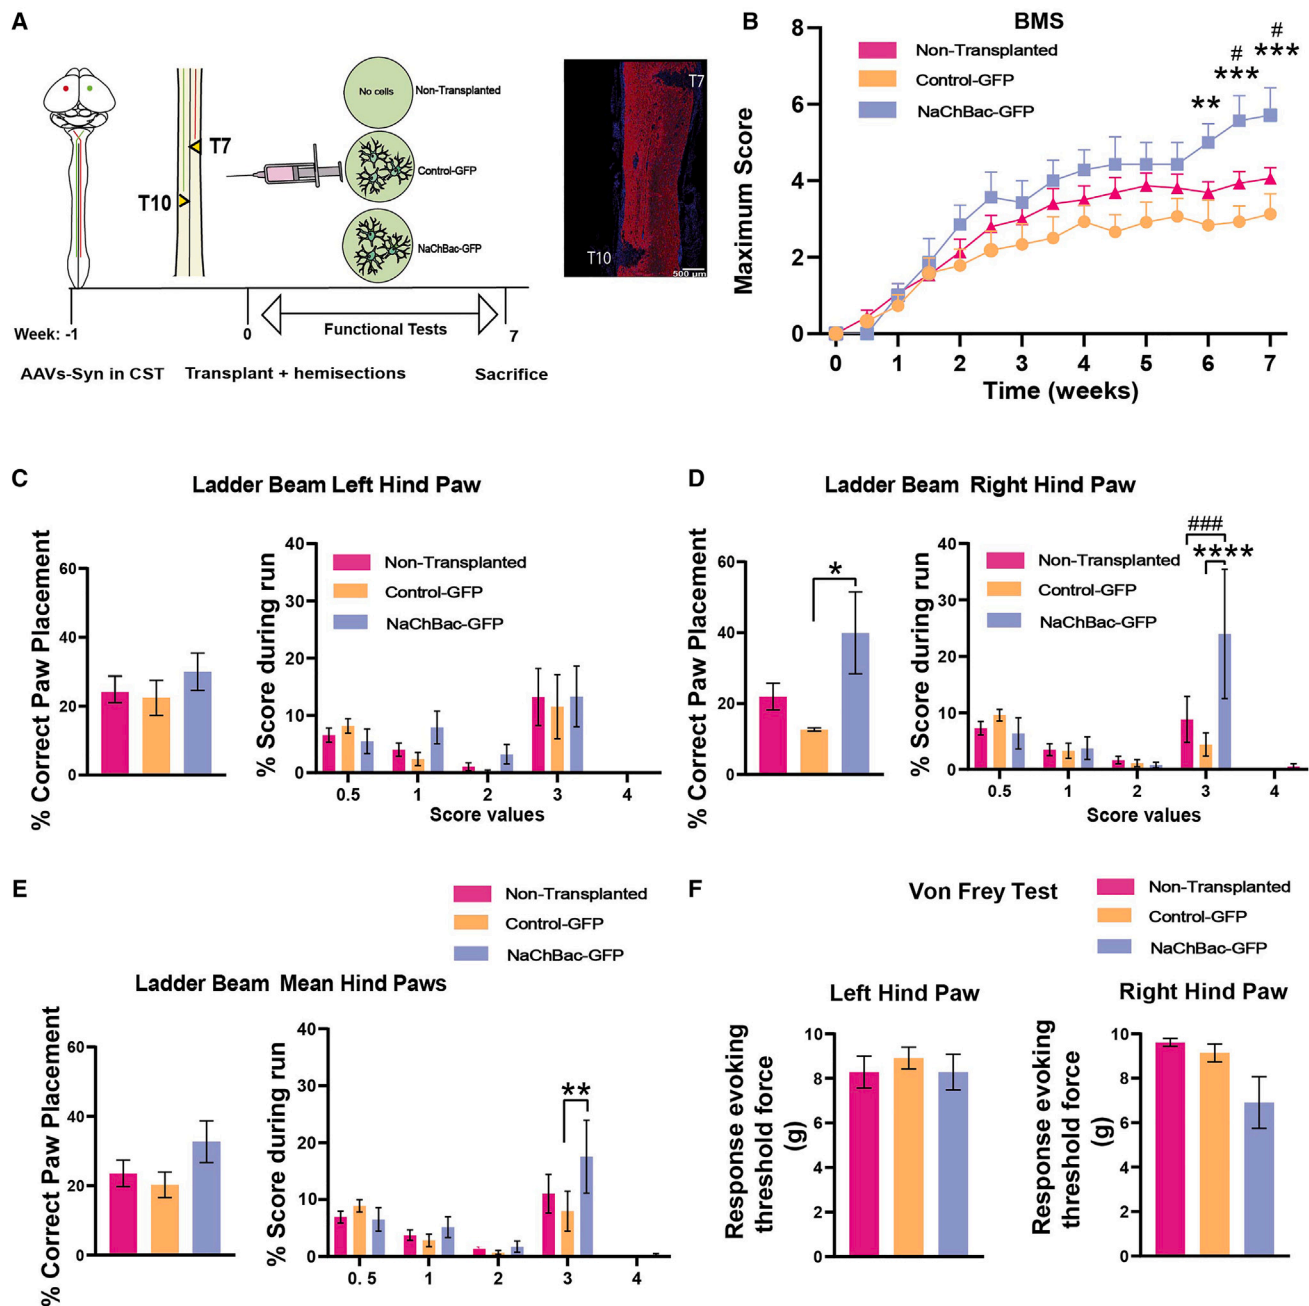 A
T7
T10
No cells
Non-Transplanted
Control-GFP
NaChBac-GFP
T7
T10
500 µm
Week: -1
0
Functional Tests
7
AAVs-Syn in CST
Transplant + hemisections
Sacrifice
B
BMS
Non-Transplanted
Control-GFP
NaChBac-GFP
#
***
#
***
**
Maximum Score
8
6
4
2
0
0 1 2 3 4 5 6 7
Time (weeks)
C
Ladder Beam Left Hind Paw
% Correct Paw Placement
60
40
20
0
% Score during run
40
30
20
10
0
Non-Transplanted
Control-GFP
NaChBac-GFP
0.5 1 2 3 4
Score values
D
Ladder Beam Right Hind Paw
% Correct Paw Placement
60
40
20
0
*
% Score during run
40
30
20
10
0
Non-Transplanted
Control-GFP
NaChBac-GFP
###
****
0.5 1 2 3 4
Score values
E
Non-Transplanted
Control-GFP
NaChBac-GFP
Ladder Beam Mean Hind Paws
% Correct Paw Placement
60
40
20
0
% Score during run
40
30
20
10
0
**
0. 5 1 2 3 4
F
Von Frey Test
Non-Transplanted
Control-GFP
NaChBac-GFP
Left Hind Paw
Response evoking
threshold force
(g)
10
8
6
4
2
0
Right Hind Paw
Response evoking
threshold force
(g)
10
8
6
4
2
0